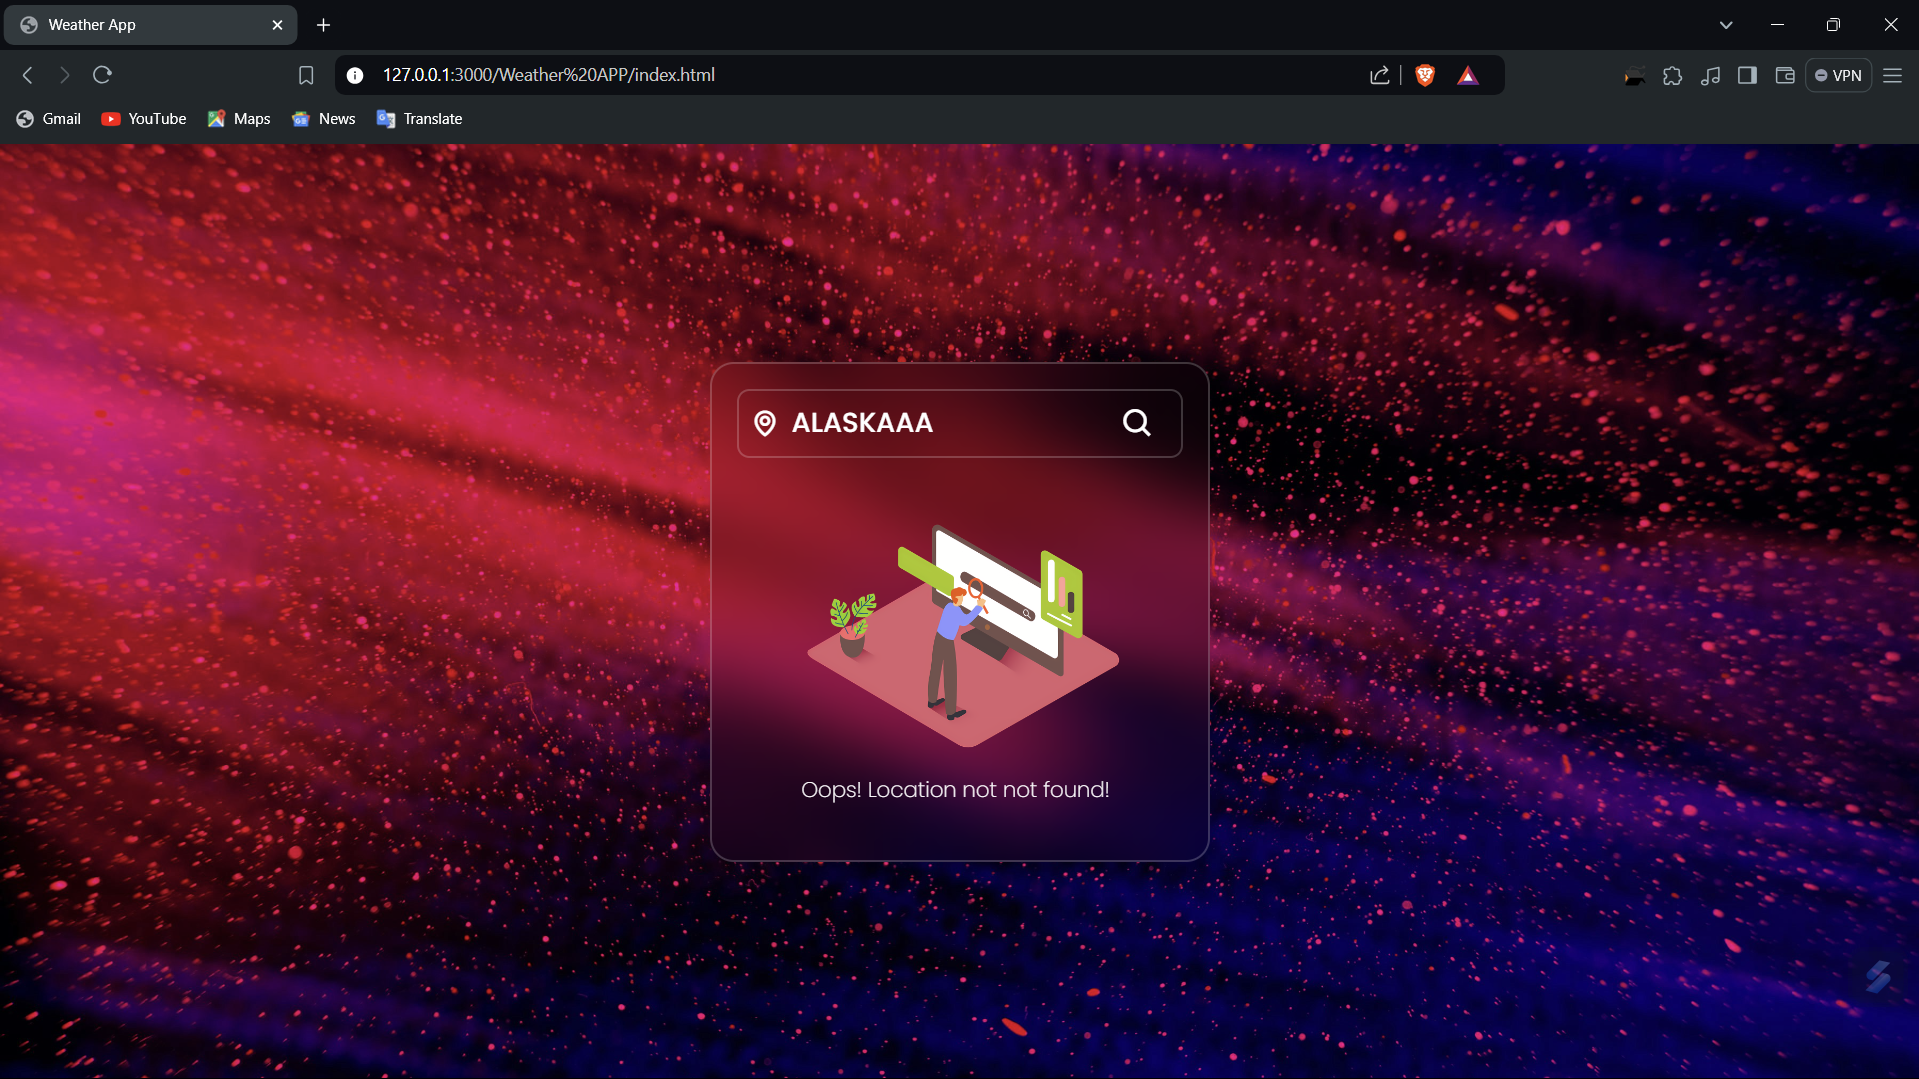 Weather App
127.0.0.1:3000/Weather%20APP/index.html
VPN
Gmail YouTube Maps News Translate
ALASKAAA
Oops! Location not not found!